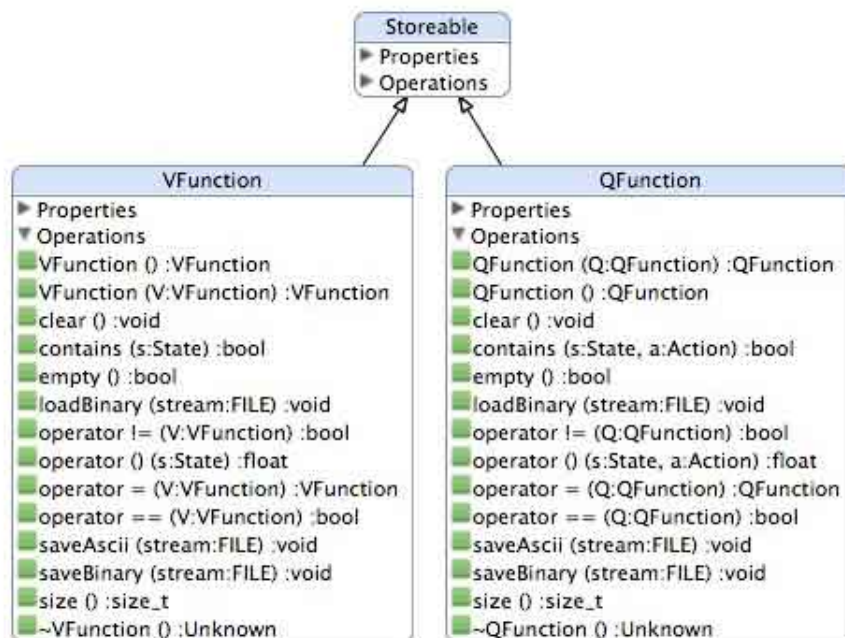 Storeable
Properties
Operations
VFunction
Properties
Operations
VFunction () :VFunction
VFunction (V:VFunction) :VFunction
clear () :void
contains (s:State) :bool
empty () :bool
loadBinary (stream:FILE) :void
operator != (V:VFunction) :bool
operator () (s:State) :float
operator = (V:VFunction) :VFunction
operator == (V:VFunction) :bool
saveAscii (stream:FILE) :void
saveBinary (stream:FILE) :void
size () :size_t
~VFunction () :Unknown
QFunction
Properties
Operations
QFunction (Q:QFunction) :QFunction
QFunction () :QFunction
clear () :void
contains (s:State, a:Action) :bool
empty () :bool
loadBinary (stream:FILE) :void
operator != (Q:QFunction) :bool
operator () (s:State, a:Action) :float
operator = (Q:QFunction) :QFunction
operator == (Q:QFunction) :bool
saveAscii (stream:FILE) :void
saveBinary (stream:FILE) :void
size () :size_t
~QFunction () :Unknown